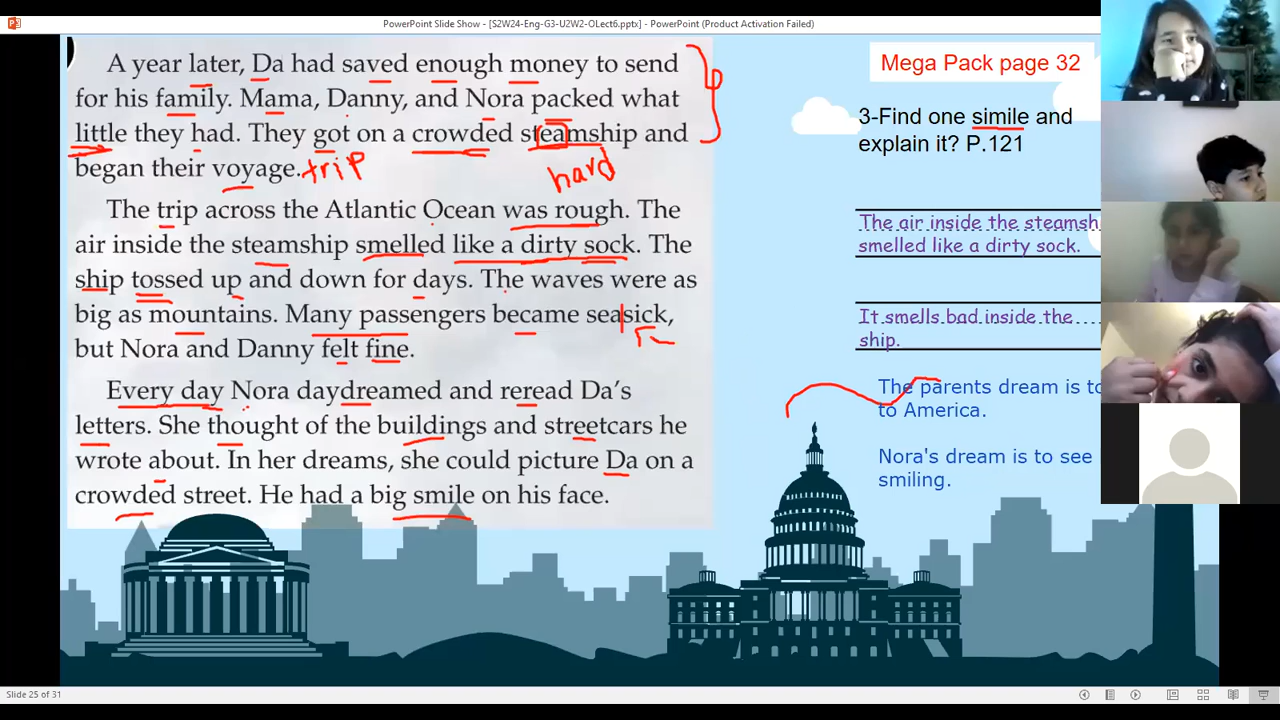 PowerPoint Slide Show - [S2W24-Eng-G3-U2W2-OLect6.pptx] - PowerPoint (Product Activation Failed)
A year later, Da had saved enough money to send
for his family. Mama, Danny, and Nora packed what
little they had. They got on a crowded steamship and
began their voyage. trip
hard
The trip across the Atlantic Ocean was rough. The
air inside the steamship smelled like a dirty sock. The
ship tossed up and down for days. The waves were as
big as mountains. Many passengers became seasick,
but Nora and Danny felt fine.
Every day Nora daydreamed and reread Da's
letters. She thought of the buildings and streetcars he
wrote about. In her dreams, she could picture Da on a
crowded street. He had a big smile on his face.
Mega Pack page 32
3-Find one simile and
explain it? P.121
The air inside the
smelled like a dirty sock.
It smells bad inside the
ship.
The parents dream is to
to America.
Nora's dream is to see
smiling.
Slide 25 of 31